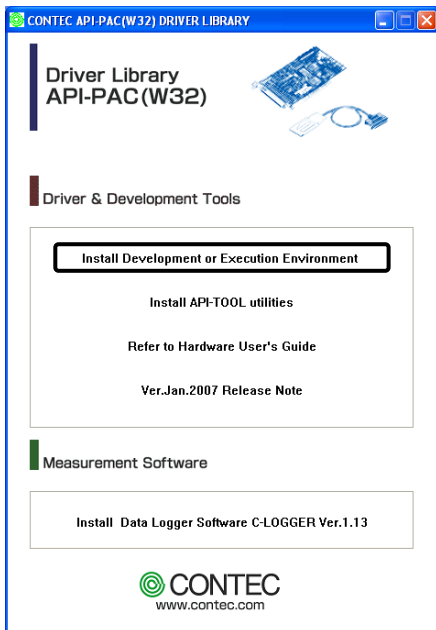 CONTEC API-PAC(W32) DRIVER LIBRARY
Driver Library
API-PAC(W32)
Driver & Development Tools
Install Development or Execution Environment
Install API-TOOL utilities
Refer to Hardware User's Guide
Ver.Jan.2007 Release Note
Measurement Software
Install  Data Logger Software C-LOGGER Ver.1.13
CONTEC
www.contec.com